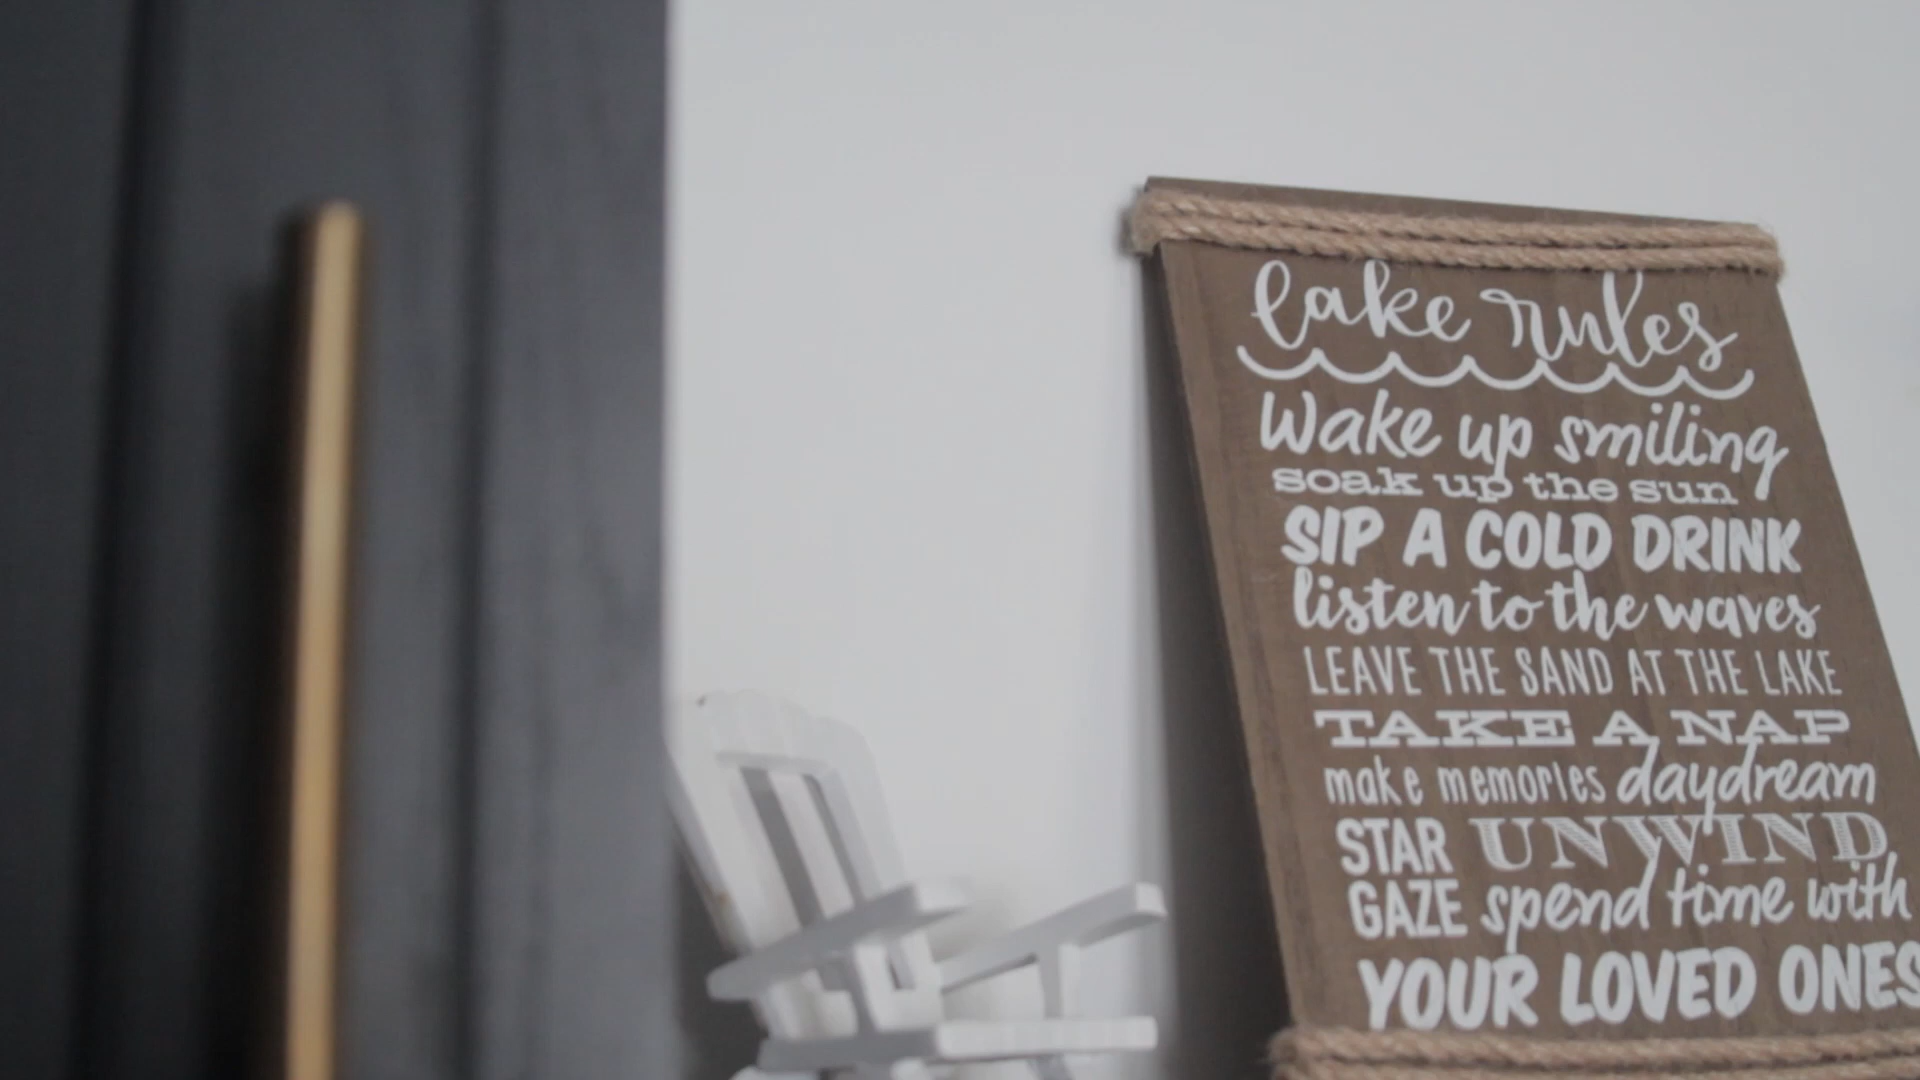 lake rules
Wake up smiling
soak up the sun
SIP A COLD DRINK
listen to the waves
LEAVE THE SAND AT THE LAKE
TAKE A NAP
make memories daydream
STAR UNWIND
GAZE spend time with
YOUR LOVED ONES